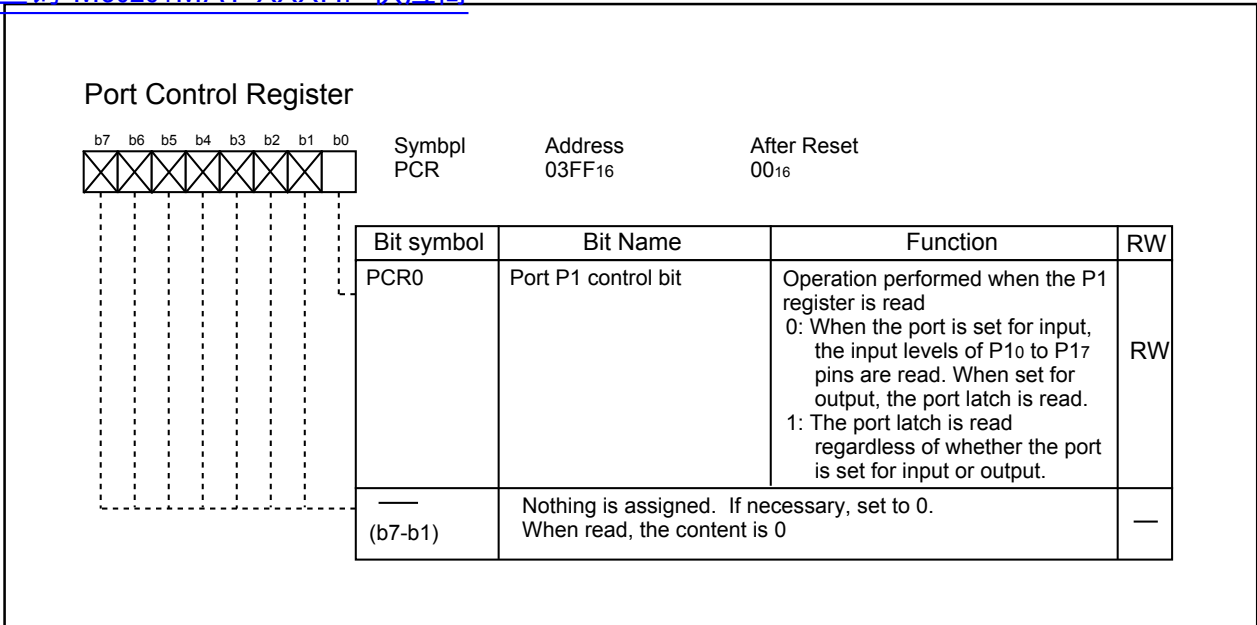 Port Control Register
b7 b6 b5 b4 b3 b2 b1 b0
Symbpl Address After Reset
PCR 03FF16 0016
Bit symbol Bit Name Function RW
PCR0 Port P1 control bit Operation performed when the P1
register is read
0: When the port is set for input,
the input levels of P10 to P17
pins are read. When set for
output, the port latch is read.
1: The port latch is read
regardless of whether the port
is set for input or output.
RW
(b7-b1) Nothing is assigned. If necessary, set to 0.
When read, the content is 0
—